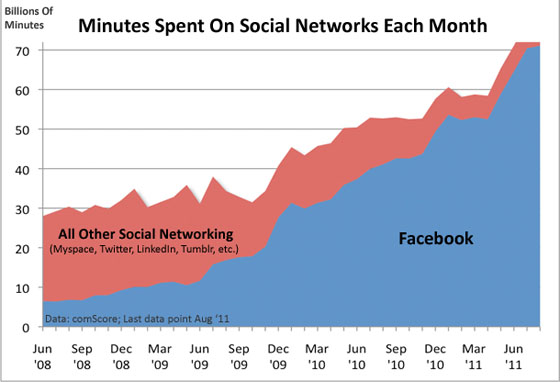 Billions Of
Minutes
Minutes Spent On Social Networks Each Month
70
60
50
40
30
20
10
0
All Other Social Networking
(Myspace, Twitter, LinkedIn, Tumblr, etc.)
Facebook
Data: comScore; Last data point Aug '11
Jun Sep Dec Mar Jun Sep Dec Mar Jun Sep Dec Mar Jun
'08 '08 '08 '09 '09 '09 '09 '10 '10 '10 '10 '11 '11